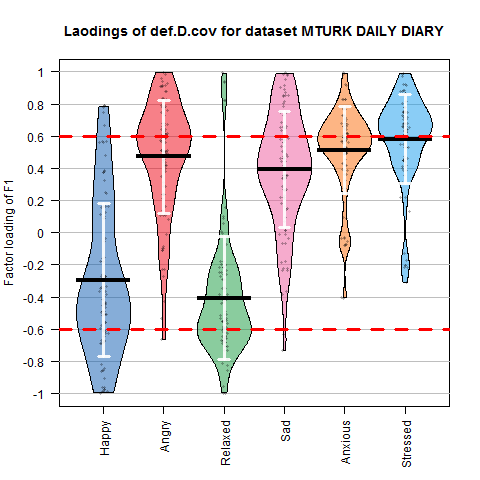 Laodings of def.D.cov for dataset MTURK DAILY DIARY
Factor loading of F1
1
0.8
0.6
0.4
0.2
0
-0.2
-0.4
-0.6
-0.8
-1
Happy
Angry
Relaxed
Sad
Anxious
Stressed